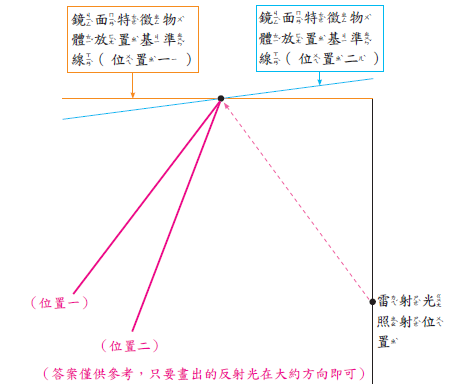 鏡面特徵物
體放置基準
線(位置一)
鏡面特徵物
體放置基準
線(位置二)
(位置一)
(位置二)
雷射光
照射位
置
(答案僅供參考,只要畫出的反射光在大約方向即可)